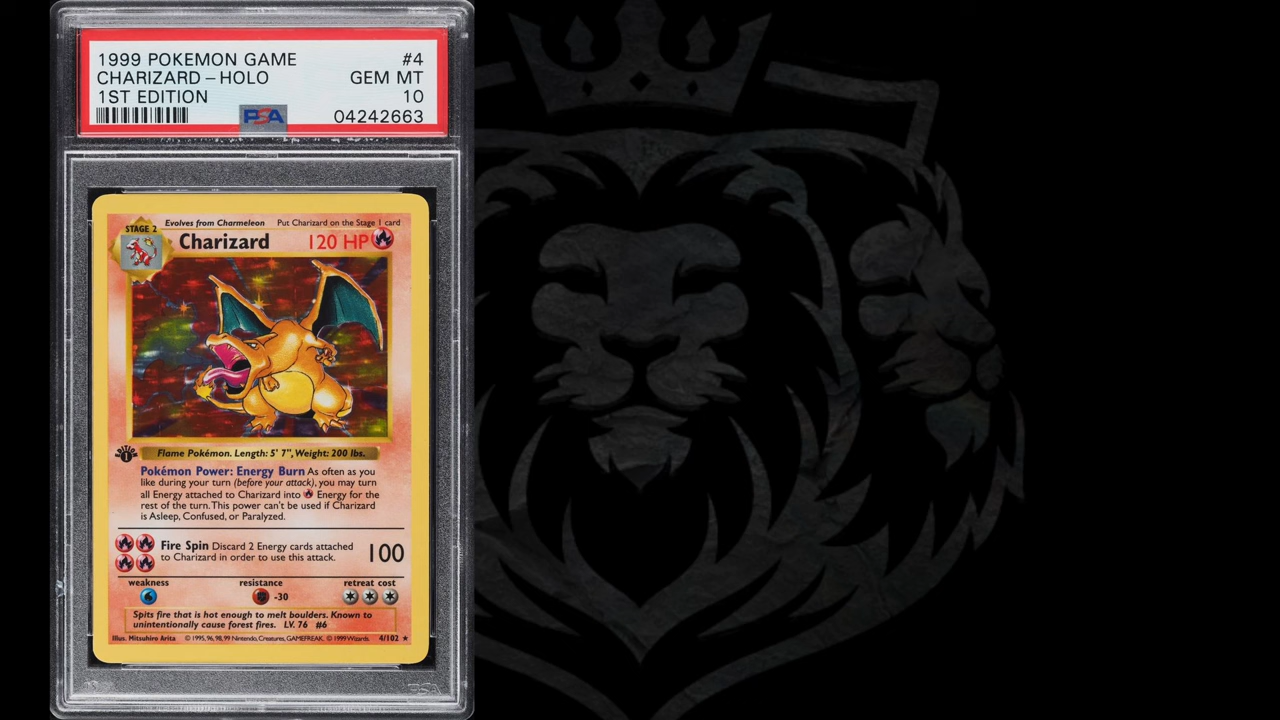 1999 POKEMON GAME #4
CHARIZARD – HOLO GEM MT
1ST EDITION 10
PSA 04242663
STAGE 2
Evolves from Charmeleon Put Charizard on the Stage 1 card
Charizard 120 HP
EDITION 1
Flame Pokémon. Length: 5' 7", Weight: 200 lbs.
Pokémon Power: Energy Burn As often as you
like during your turn (before your attack), you may turn
all Energy attached to Charizard into Energy for the
rest of the turn. This power can't be used if Charizard
is Asleep, Confused, or Paralyzed.
Fire Spin Discard 2 Energy cards attached
to Charizard in order to use this attack. 100
weakness resistance retreat cost
-30
Spits fire that is hot enough to melt boulders. Known to
unintentionally cause forest fires. LV. 76 #6
Illus. Mitsuhiro Arita © 1995, 96, 98, 99 Nintendo, Creatures, GAMEFREAK. © 1999 Wizards. 4/102 ★
PSA